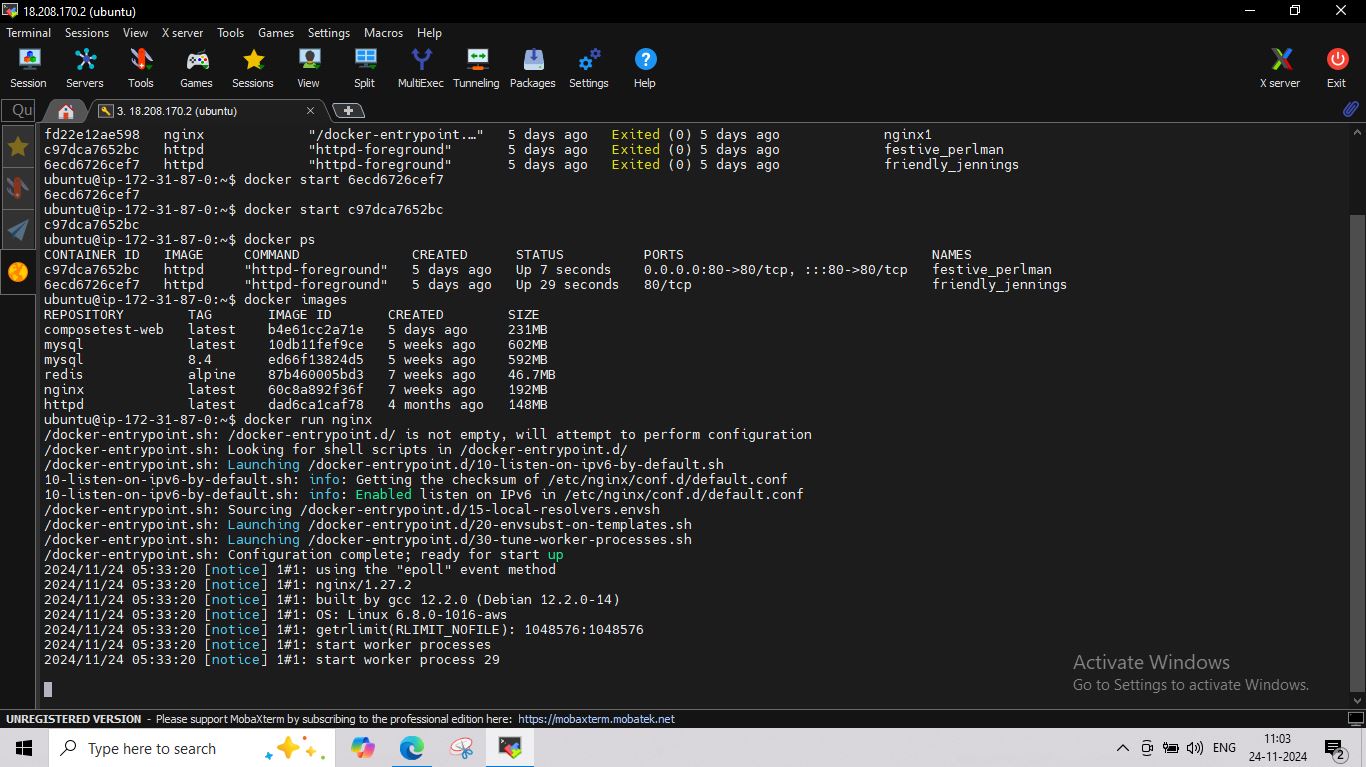 18.208.170.2 (ubuntu)
Terminal Sessions View X server Tools Games Settings Macros Help
Session Servers Tools Games Sessions View Split MultiExec Tunneling Packages Settings Help X server Exit
Qu 3. 18.208.170.2 (ubuntu)
fd22e12ae598 nginx "/docker-entrypoint.…" 5 days ago Exited (0) 5 days ago nginx1
c97dca7652bc httpd "httpd-foreground" 5 days ago Exited (0) 5 days ago festive_perlman
6ecd6726cef7 httpd "httpd-foreground" 5 days ago Exited (0) 5 days ago friendly_jennings
ubuntu@ip-172-31-87-0:~$ docker start 6ecd6726cef7
6ecd6726cef7
ubuntu@ip-172-31-87-0:~$ docker start c97dca7652bc
c97dca7652bc
ubuntu@ip-172-31-87-0:~$ docker ps
CONTAINER ID IMAGE COMMAND CREATED STATUS PORTS NAMES
c97dca7652bc httpd "httpd-foreground" 5 days ago Up 7 seconds 0.0.0.0:80->80/tcp, :::80->80/tcp festive_perlman
6ecd6726cef7 httpd "httpd-foreground" 5 days ago Up 29 seconds 80/tcp friendly_jennings
ubuntu@ip-172-31-87-0:~$ docker images
REPOSITORY TAG IMAGE ID CREATED SIZE
composetest-web latest b4e61cc2a71e 5 days ago 231MB
mysql latest 10db11fef9ce 5 weeks ago 602MB
mysql 8.4 ed66f13824d5 5 weeks ago 592MB
redis alpine 87b460005bd3 7 weeks ago 46.7MB
nginx latest 60c8a892f36f 7 weeks ago 192MB
httpd latest dad6ca1caf78 4 months ago 148MB
ubuntu@ip-172-31-87-0:~$ docker run nginx
/docker-entrypoint.sh: /docker-entrypoint.d/ is not empty, will attempt to perform configuration
/docker-entrypoint.sh: Looking for shell scripts in /docker-entrypoint.d/
/docker-entrypoint.sh: Launching /docker-entrypoint.d/10-listen-on-ipv6-by-default.sh
10-listen-on-ipv6-by-default.sh: info: Getting the checksum of /etc/nginx/conf.d/default.conf
10-listen-on-ipv6-by-default.sh: info: Enabled listen on IPv6 in /etc/nginx/conf.d/default.conf
/docker-entrypoint.sh: Sourcing /docker-entrypoint.d/15-local-resolvers.envsh
/docker-entrypoint.sh: Launching /docker-entrypoint.d/20-envsubst-on-templates.sh
/docker-entrypoint.sh: Launching /docker-entrypoint.d/30-tune-worker-processes.sh
/docker-entrypoint.sh: Configuration complete; ready for start up
2024/11/24 05:33:20 [notice] 1#1: using the "epoll" event method
2024/11/24 05:33:20 [notice] 1#1: nginx/1.27.2
2024/11/24 05:33:20 [notice] 1#1: built by gcc 12.2.0 (Debian 12.2.0-14)
2024/11/24 05:33:20 [notice] 1#1: OS: Linux 6.8.0-1016-aws
2024/11/24 05:33:20 [notice] 1#1: getrlimit(RLIMIT_NOFILE): 1048576:1048576
2024/11/24 05:33:20 [notice] 1#1: start worker processes
2024/11/24 05:33:20 [notice] 1#1: start worker process 29
Activate Windows
Go to Settings to activate Windows.
UNREGISTERED VERSION - Please support MobaXterm by subscribing to the professional edition here: https://mobaxterm.mobatek.net
Type here to search
ENG
11:03
24-11-2024
2